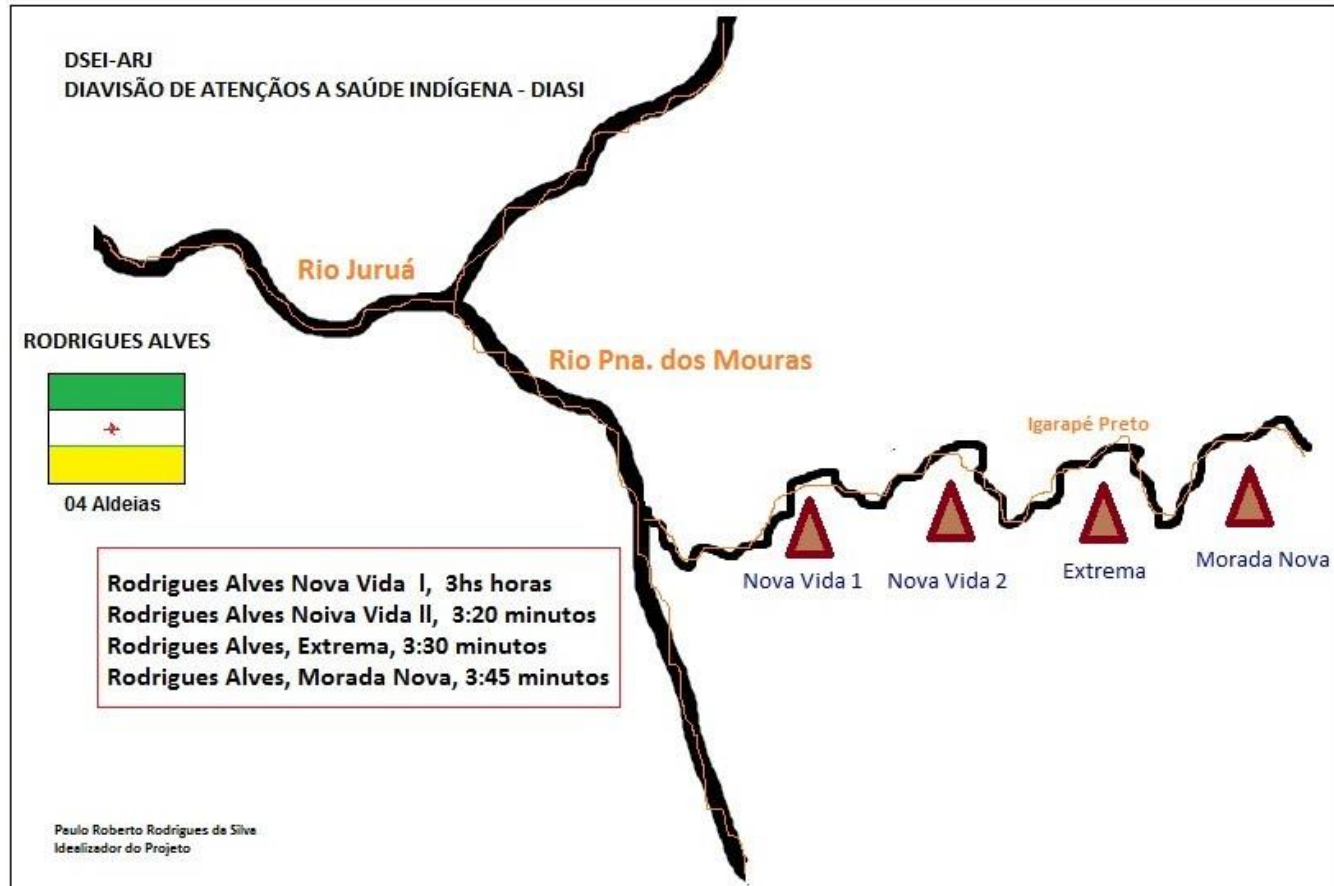 DSEI-ARJ
DIAVISÃO DE ATENÇÃOS A SAÚDE INDÍGENA - DIASI
Rio Juruá
RODRIGUES ALVES
Rio Pna. dos Mouras
Igarapé Preto
04 Aldeias
Nova Vida 1
Nova Vida 2
Extrema
Morada Nova
Rodrigues Alves Nova Vida I, 3hs horas
Rodrigues Alves Noiva Vida II, 3:20 minutos
Rodrigues Alves, Extrema, 3:30 minutos
Rodrigues Alves, Morada Nova, 3:45 minutos
Paulo Roberto Rodrigues da Silva
Idealizador do Projeto